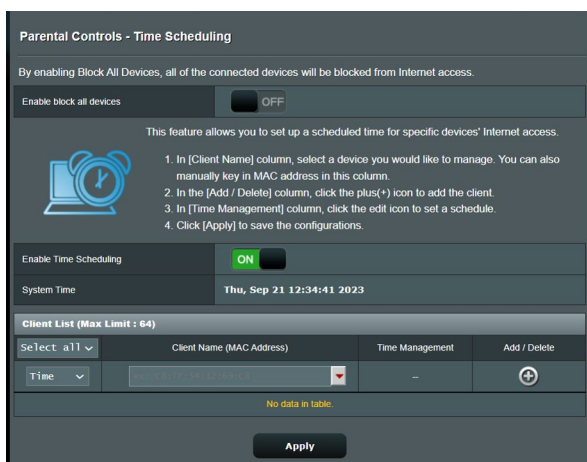 Parental Controls - Time Scheduling
By enabling Block All Devices, all of the connected devices will be blocked from Internet access.
Enable block all devices
OFF
This feature allows you to set up a scheduled time for specific devices' Internet access.
1. In [Client Name] column, select a device you would like to manage. You can also
manually key in MAC address in this column.
2. In the [Add / Delete] column, click the plus(+) icon to add the client.
3. In [Time Management] column, click the edit icon to set a schedule.
4. Click [Apply] to save the configurations.
Enable Time Scheduling
ON
System Time
Thu, Sep 21 12:34:41 2023
Client List (Max Limit : 64)
Select all
Client Name (MAC Address)
Time Management
Add / Delete
Time
--
No data in table.
Apply